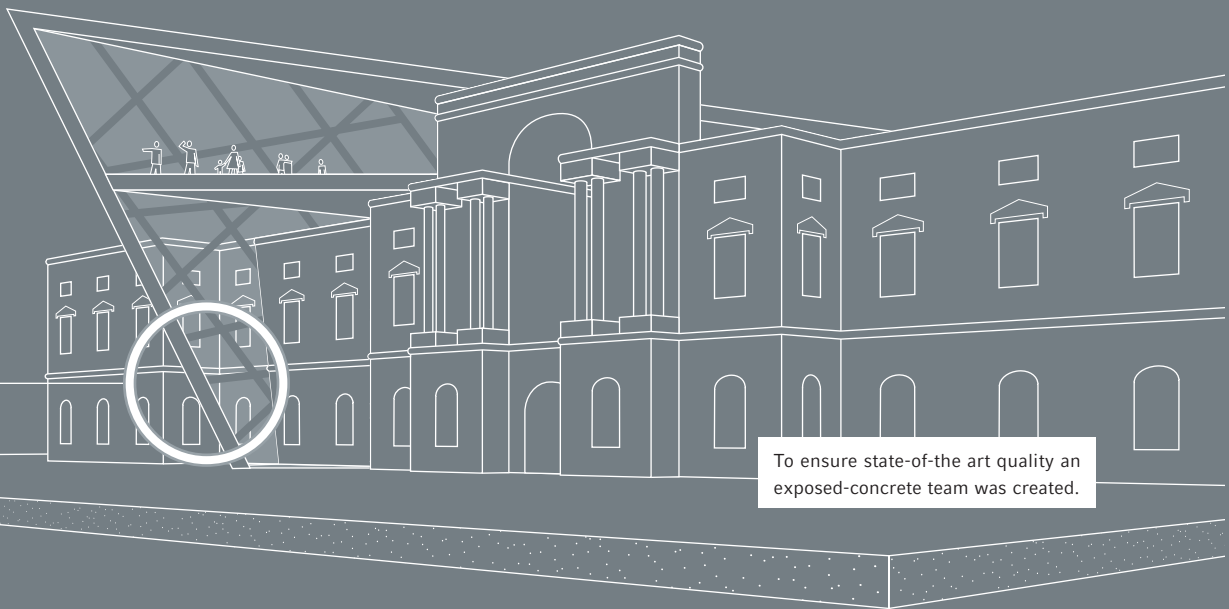 To ensure state-of-the art quality an
exposed-concrete team was created.